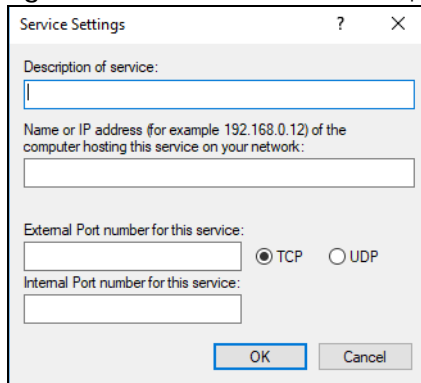 Service Settings ? ×
Description of service:
Name or IP address (for example 192.168.0.12) of the
computer hosting this service on your network:
External Port number for this service:
TCP UDP
Internal Port number for this service:
OK Cancel